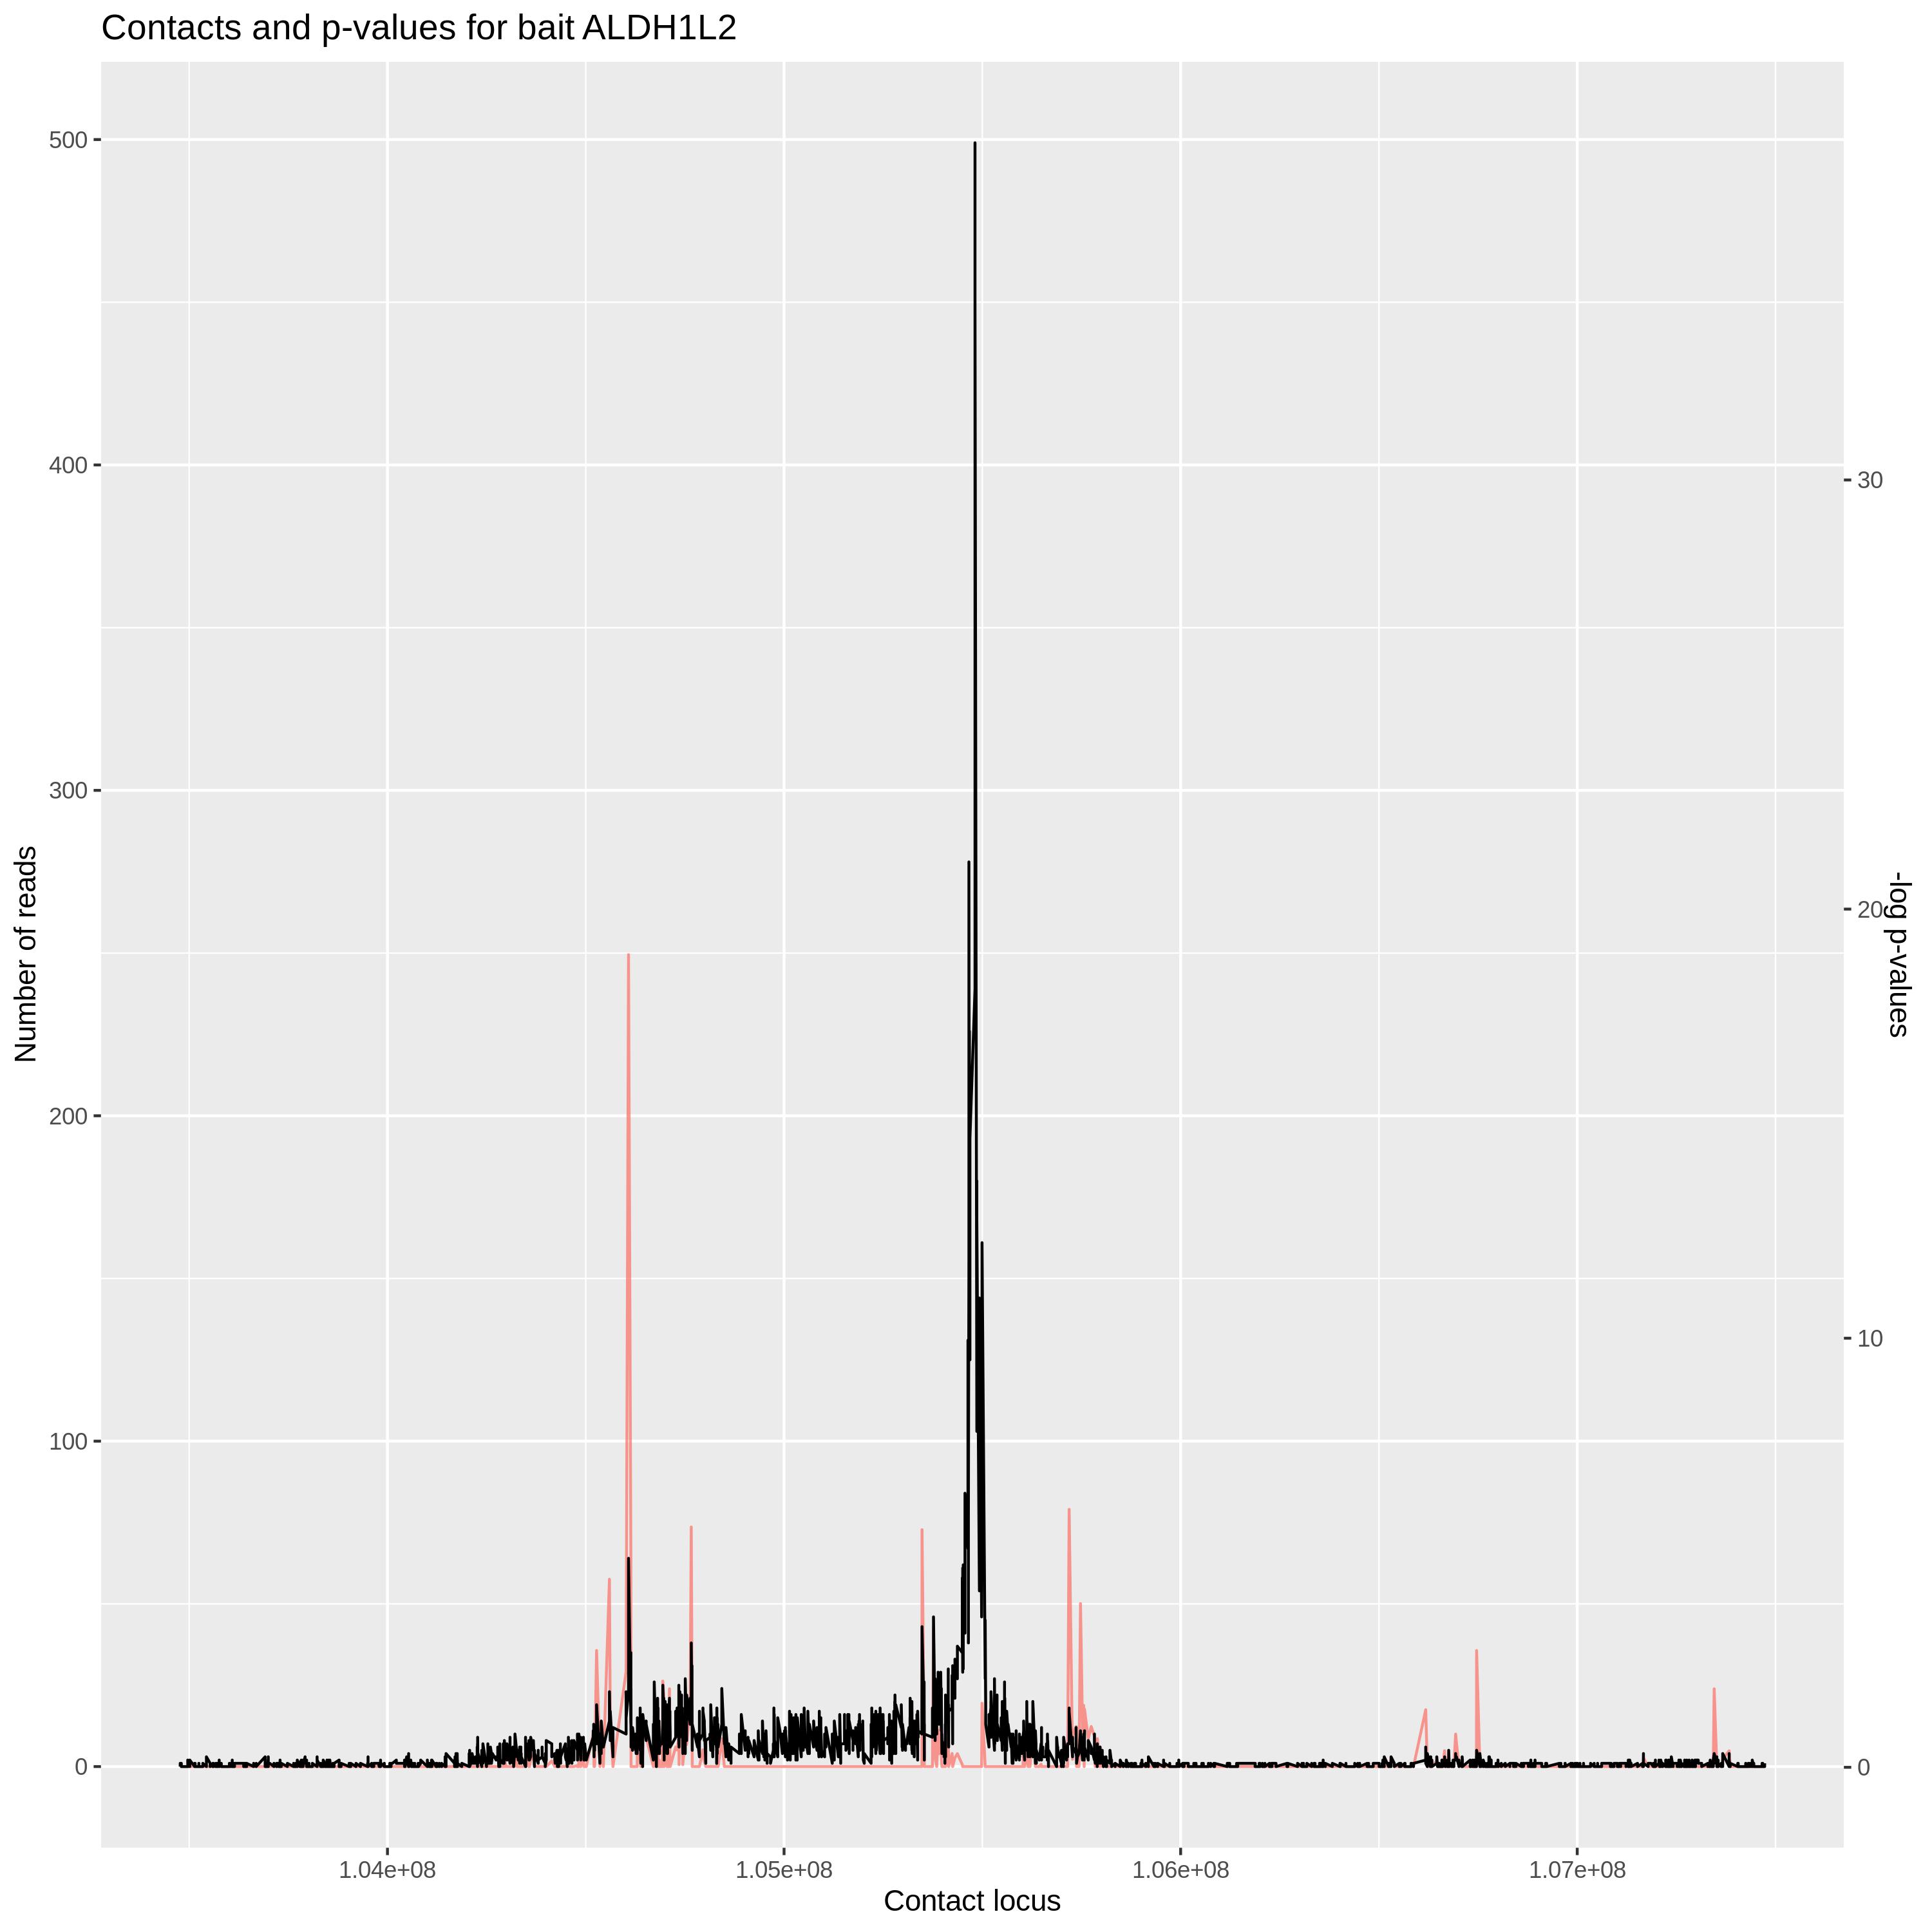 Contacts and p-values for bait ALDH1L2
500
400
300
200
100
0
Number of reads
30
20
10
0
-log p-values
1.04e+08
1.05e+08
1.06e+08
1.07e+08
Contact locus